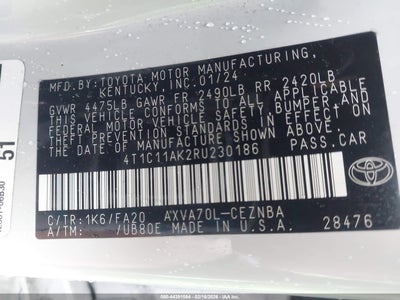 MFD.BY:TOYOTA MOTOR MANUFACTURING,
KENTUCKY, INC. 01/24
GVWR 4475LB GAWR FR 2490LB RR 2420LB
THIS VEHICLE CONFORMS TO ALL APPLICABLE
FEDERAL MOTOR VEHICLE SAFETY, BUMPER, AND
THEFT PREVENTION STANDARDS IN EFFECT ON
THE DATE OF MANUFACTURE SHOWN ABOVE.
4T1C11AK2RU230186 PASS.CAR
C/TR:1K6/FA20 AXVA70L-CEZNBA
A/TM: /UB80E MADE IN U.S.A. 28476
TOYOTA
51